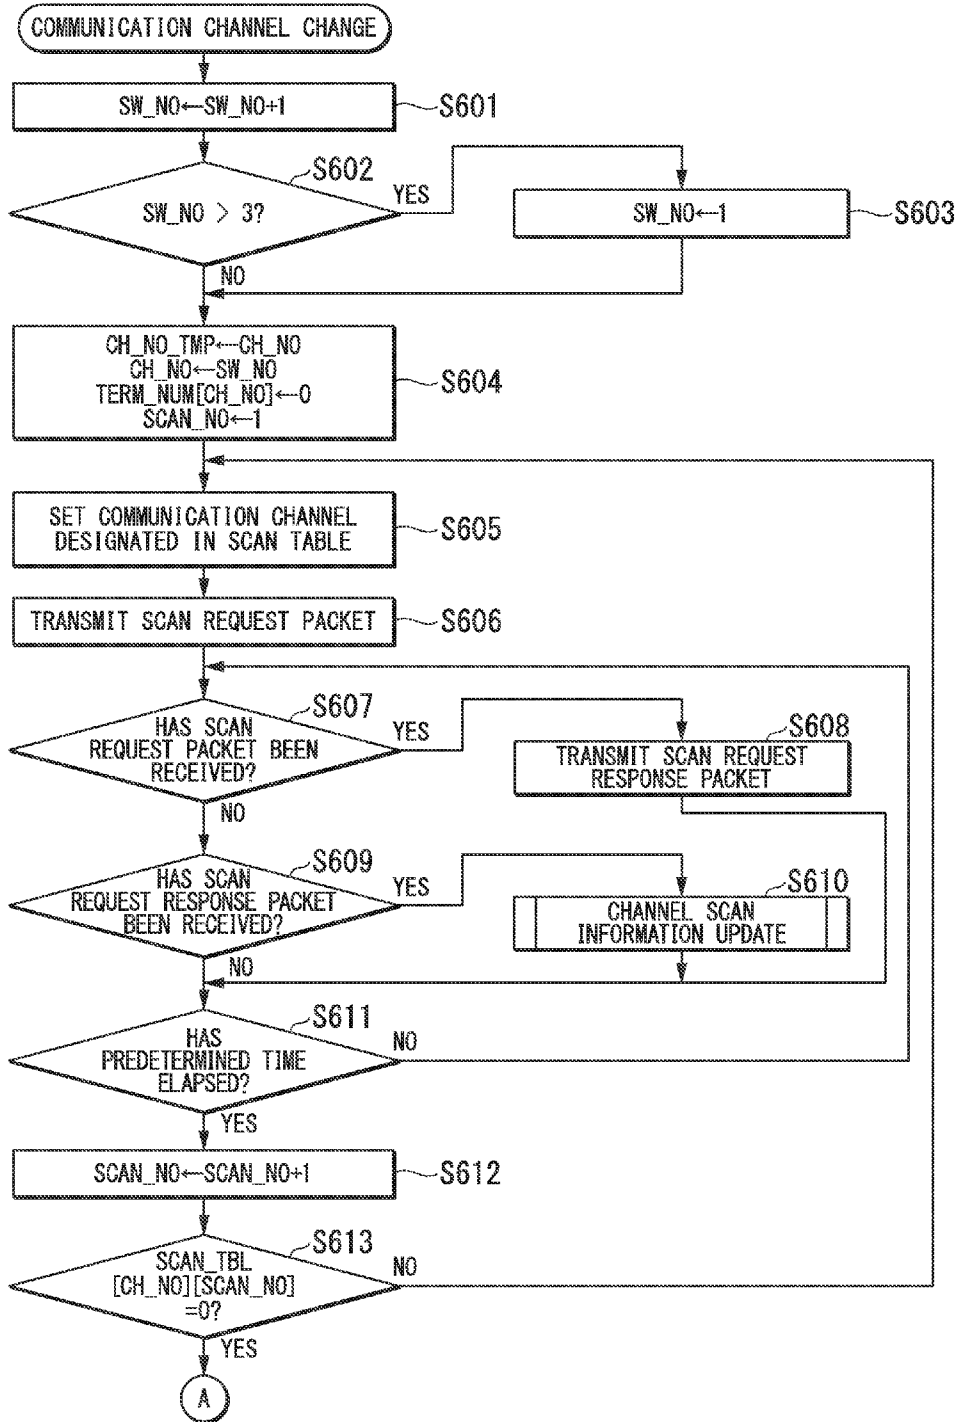 COMMUNICATION CHANNEL CHANGE
SW_NO←SW_NO+1
S601
S602
SW_NO > 3?
YES
SW_NO←1
S603
NO
CH_NO_TMP←CH_NO
CH_NO←SW_NO
TERM_NUM[CH_NO]←0
SCAN_NO←1
S604
SET COMMUNICATION CHANNEL
DESIGNATED IN SCAN TABLE
S605
TRANSMIT SCAN REQUEST PACKET
S606
S607
HAS SCAN
REQUEST PACKET BEEN
RECEIVED?
YES
S608
TRANSMIT SCAN REQUEST
RESPONSE PACKET
NO
S609
HAS SCAN
REQUEST RESPONSE PACKET
BEEN RECEIVED?
YES
S610
CHANNEL SCAN
INFORMATION UPDATE
NO
S611
HAS
PREDETERMINED TIME
ELAPSED?
NO
YES
SCAN_NO←SCAN_NO+1
S612
S613
SCAN_TBL
[CH_NO][SCAN_NO]
=0?
NO
YES
A